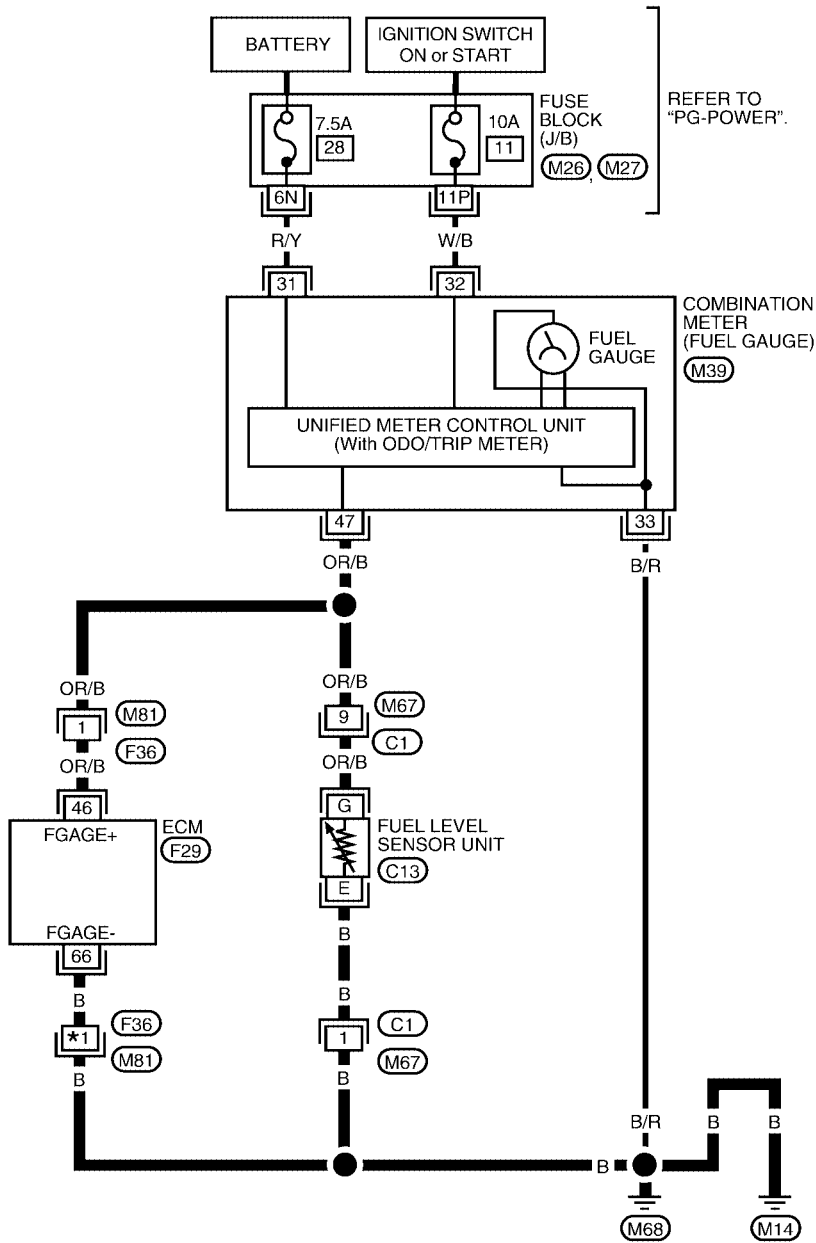 BATTERY
IGNITION SWITCH
ON or START
7.5A
28
10A
11
FUSE
BLOCK
(J/B)
M26, M27
REFER TO
"PG-POWER".
6N
11P
R/Y
W/B
31
32
COMBINATION
METER
(FUEL GAUGE)
M39
FUEL
GAUGE
UNIFIED METER CONTROL UNIT
(With ODO/TRIP METER)
47
33
OR/B
B/R
OR/B
OR/B
1
M81
F36
9
M67
C1
OR/B
OR/B
46
FGAGE+
ECM
F29
G
FUEL LEVEL
SENSOR UNIT
C13
E
FGAGE-
66
B
B
B
*1
F36
M81
1
C1
M67
B
B
B/R
B
B
B
M68
M14